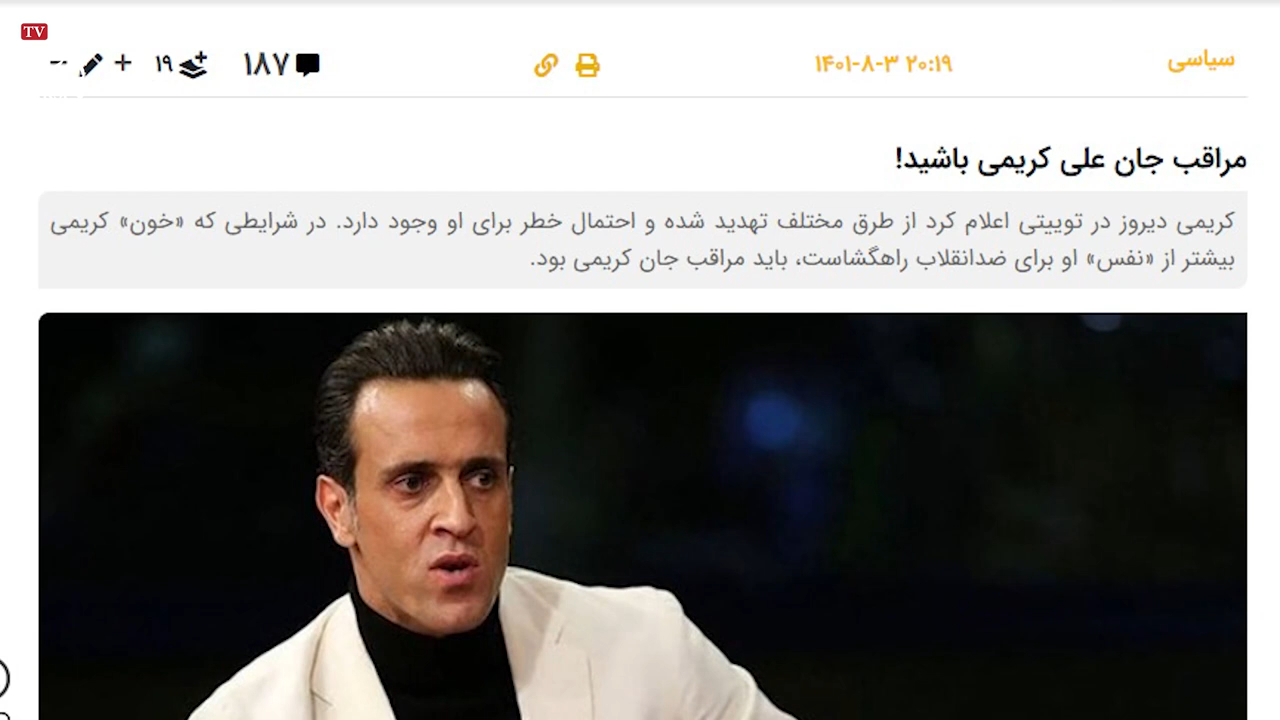 TV
سیاسی
۱۴۰۱-۸-۳ ۲۰:۱۹
۱۸۷
۱۹
مراقب جان علی کریمی باشید!
کریمی دیروز در توییتی اعلام کرد از طرق مختلف تهدید شده و احتمال خطر برای او وجود دارد. در شرایطی که «خون» کریمی
بیشتر از «نفس» او برای ضدانقلاب راهگشاست، باید مراقب جان کریمی بود.